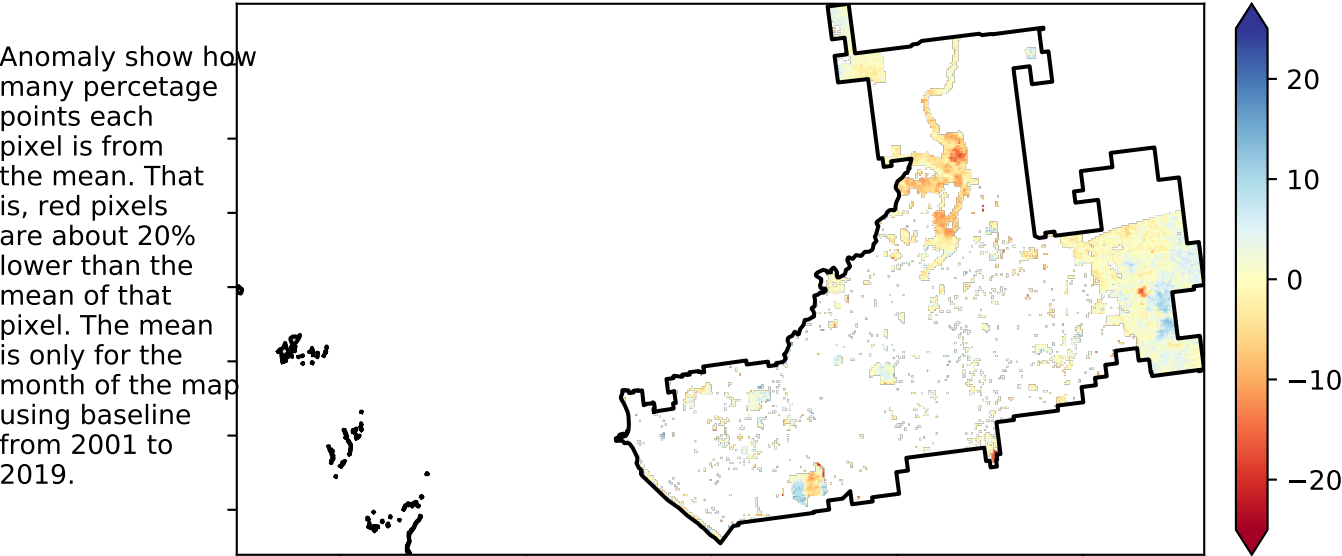 Anomaly show how
many percetage
points each
pixel is from
the mean. That
is, red pixels
are about 20%
lower than the
mean of that
pixel. The mean
is only for the
month of the map
using baseline
from 2001 to
2019.
20
10
0
−10
−20